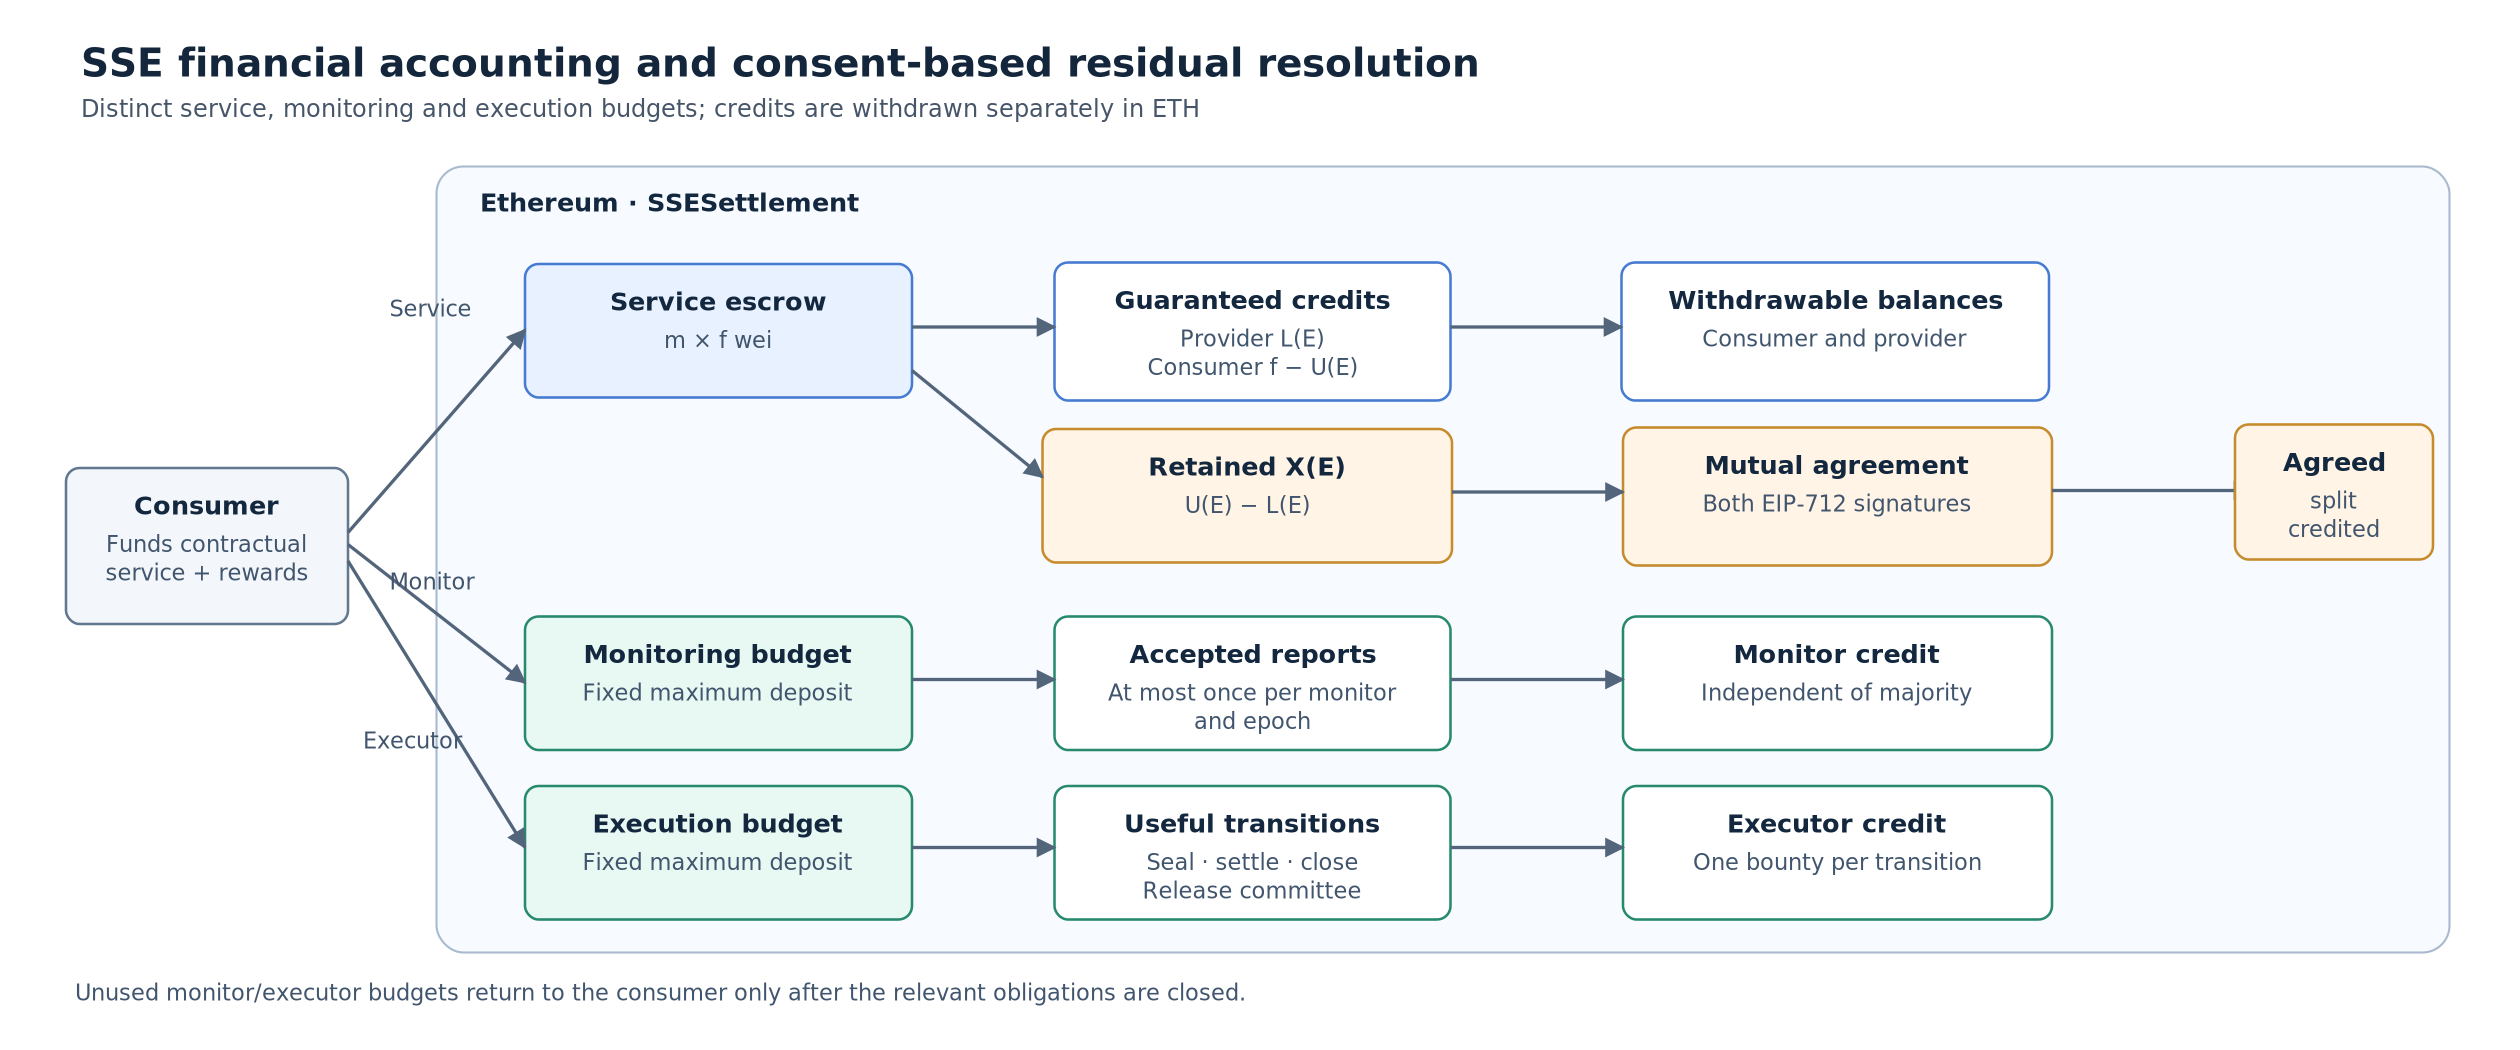 SSE financial accounting and consent-based residual resolution
Distinct service, monitoring and execution budgets; credits are withdrawn separately in ETH
Ethereum · SSESettlement
Service
Service escrow
m × f wei
Guaranteed credits
Provider L(E)
Consumer f − U(E)
Withdrawable balances
Consumer and provider
Consumer
Funds contractual
service + rewards
Retained X(E)
U(E) − L(E)
Mutual agreement
Both EIP-712 signatures
Agreed
split
credited
Monitor
Monitoring budget
Fixed maximum deposit
Accepted reports
At most once per monitor
and epoch
Monitor credit
Independent of majority
Executor
Execution budget
Fixed maximum deposit
Useful transitions
Seal · settle · close
Release committee
Executor credit
One bounty per transition
Unused monitor/executor budgets return to the consumer only after the relevant obligations are closed.